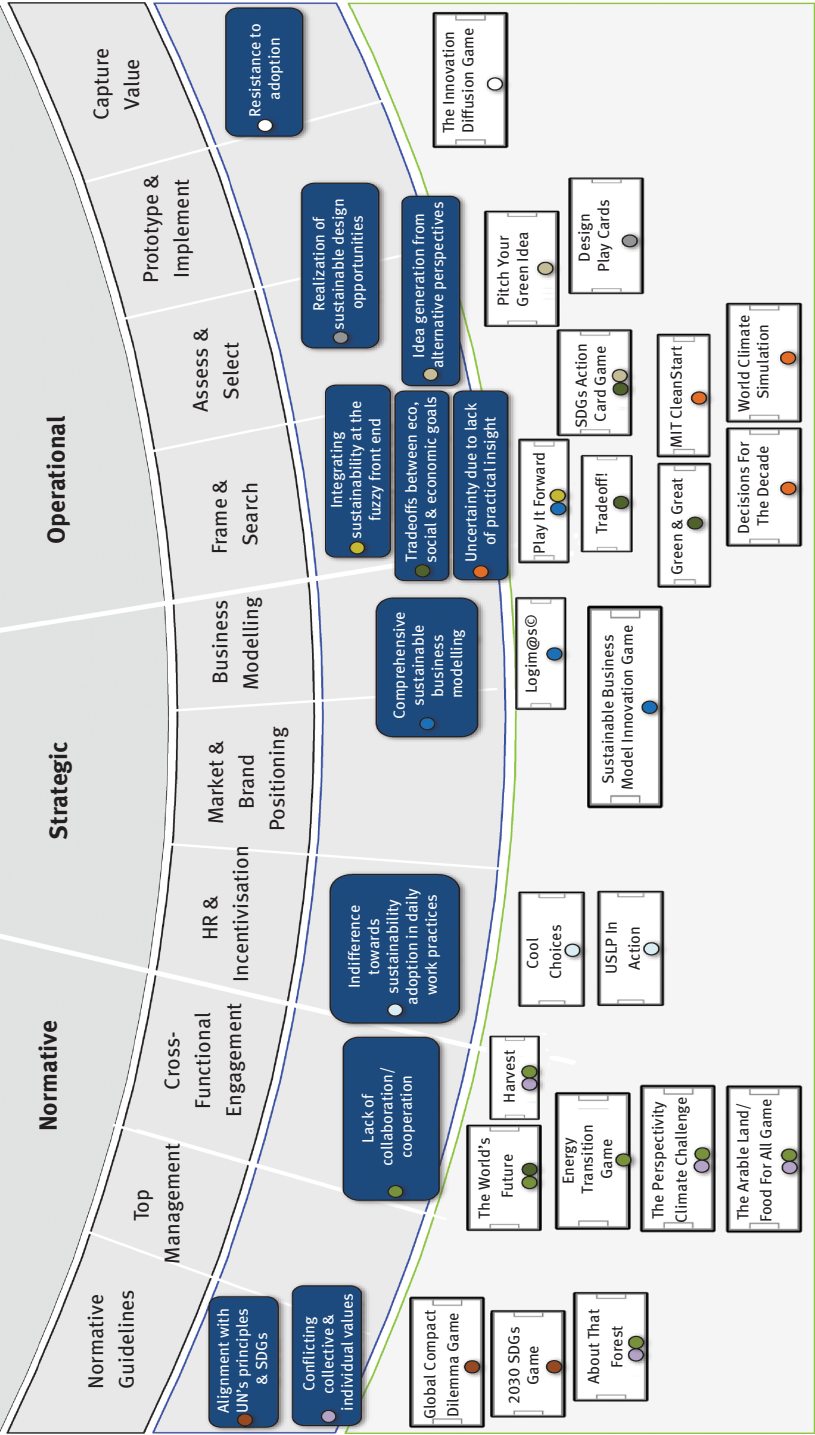 Normative
Strategic
Operational
Normative
Guidelines
Top
Management
Cross-
Functional
Engagement
HR &
Incentivisation
Market &
Brand
Positioning
Business
Modelling
Frame &
Search
Assess &
Select
Prototype &
Implement
Capture
Value
Alignment with
UN's principles
& SDGs
Conflicting
collective &
individual values
Lack of
collaboration/
cooperation
Indifference
towards
sustainability
adoption in daily
work practices
Comprehensive
sustainable
business
modelling
Integrating
sustainability at the
fuzzy front end
Tradeoffs between eco,
social & economic goals
Uncertainty due to lack
of practical insight
Realization of
sustainable design
opportunities
Idea generation from
alternative perspectives
Resistance to
adoption
Global Compact
Dilemma Game
2030 SDGs
Game
About That
Forest
The World's
Future
Harvest
Energy
Transition
Game
The Perspectivity
Climate Challenge
The Arable Land/
Food For All Game
Cool
Choices
USLP In
Action
Logim@s©
Sustainable Business
Model Innovation Game
Play It Forward
Tradeoff!
Green & Great
Decisions For
The Decade
SDGs Action
Card Game
MIT CleanStart
World Climate
Simulation
Pitch Your
Green Idea
Design
Play Cards
The Innovation
Diffusion Game